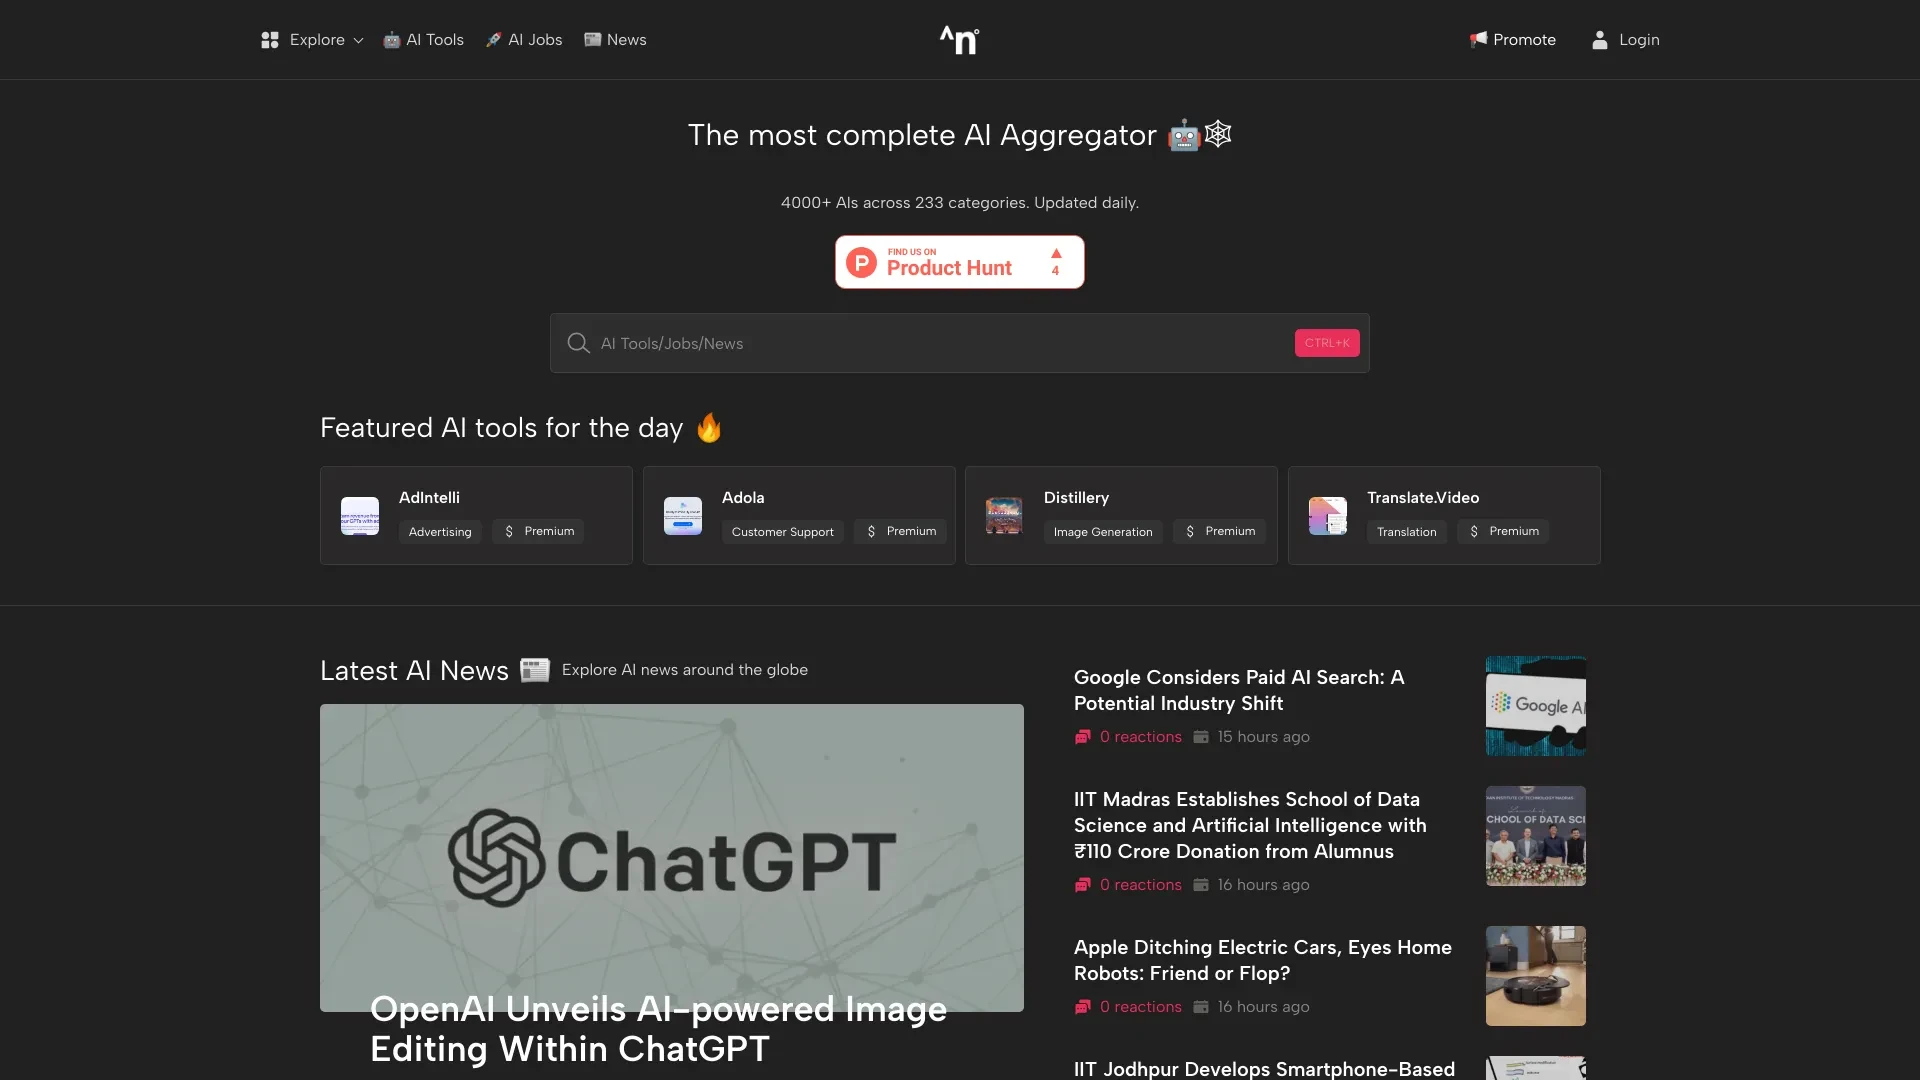 Explore
AI Tools
AI Jobs
News
^n°
Promote
Login
The most complete AI Aggregator
4000+ AIs across 233 categories. Updated daily.
P
FIND US ON
Product Hunt
▲
4
AI Tools/Jobs/News
CTRL+K
Featured AI tools for the day
AdIntelli
Advertising
$ Premium
Adola
Customer Support
$ Premium
Distillery
Image Generation
$ Premium
Translate.Video
Translation
$ Premium
Latest AI News
Explore AI news around the globe
ChatGPT
OpenAI Unveils AI-powered Image
Editing Within ChatGPT
Google Considers Paid AI Search: A
Potential Industry Shift
0 reactions
15 hours ago
Google AI
IIT Madras Establishes School of Data
Science and Artificial Intelligence with
₹110 Crore Donation from Alumnus
0 reactions
16 hours ago
CHOOL OF DATA SCI
Apple Ditching Electric Cars, Eyes Home
Robots: Friend or Flop?
0 reactions
16 hours ago
IIT Jodhpur Develops Smartphone-Based